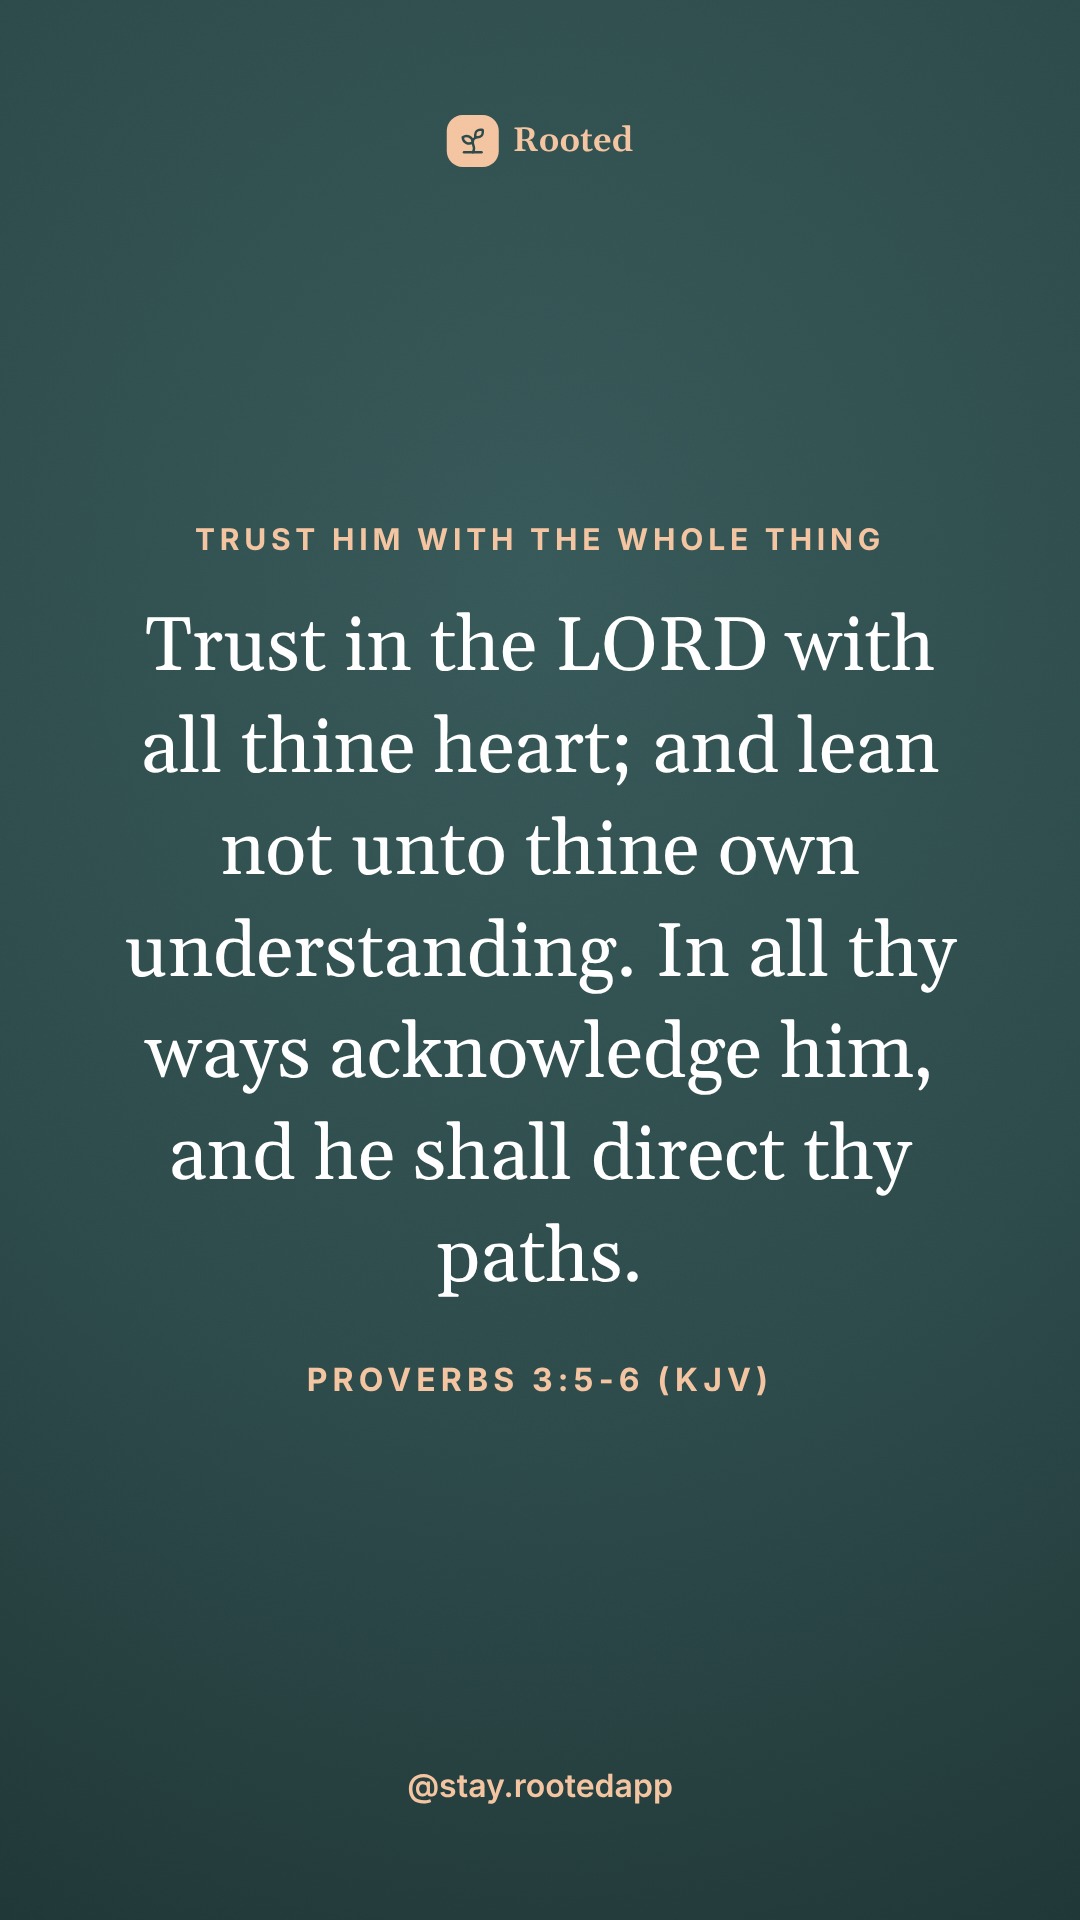 Rooted
TRUST HIM WITH THE WHOLE THING
Trust in the LORD with
all thine heart; and lean
not unto thine own
understanding. In all thy
ways acknowledge him,
and he shall direct thy
paths.
PROVERBS 3:5-6 (KJV)
@stay.rootedapp